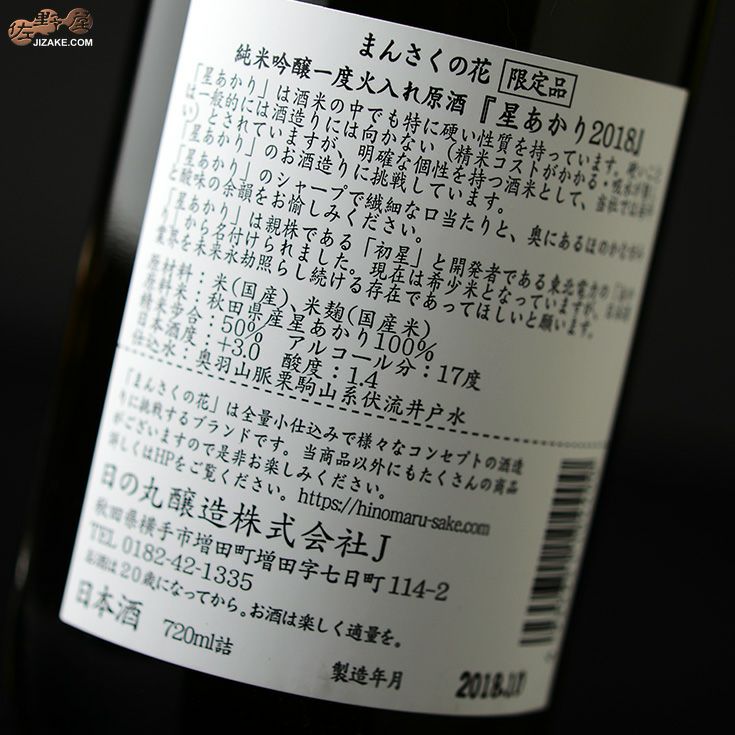 佐野屋
JIZAKE.COM
まんさくの花 限定品
純米吟醸一度火入れ原酒『星あかり2018』
「星あかり」は酒米の中でも特に硬い性質を持っています。硬いこと
は一般的には酒造りには向かない（精米コストがかかる・吸水が悪
い）とされていますが、明確な個性を持つ酒米として、当社では
「星あかり」のお酒造りに挑戦しています。
「星あかり」のシャープで繊細な口当たりと、奥にあるほのかな
と酸味の余韻をお愉しみください。
「星あかり」は親株である「初星」と開発者である東北電力の
」から名付けられました。現在は希少米となっていますが、
業界を未来永劫照らし続ける存在であってほしいと願います。
原材料：米(国産)、米麹(国産米)
原料米：秋田県産星あかり100%
精米歩合：50% アルコール分：17度
日本酒度：+3.0 酸度：1.4
仕込水：奥羽山脈栗駒山系伏流井戸水
「まんさくの花」は全量小仕込みで様々なコンセプトの酒造
りに挑戦するブランドです。当商品以外にもたくさんの商品
がございますので是非お楽しみください。
詳しくはHPをご覧ください。https://hinomaru-sake.com
日の丸醸造株式会社J
秋田県横手市増田町増田字七日町114-2
TEL 0182-42-1335
お酒は20歳になってから。お酒は楽しく適量を。
日本酒 720ml詰
製造年月 2018.